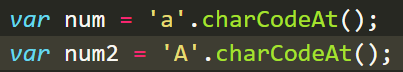 var num = 'a'.charCodeAt();
var num2 = 'A'.charCodeAt();